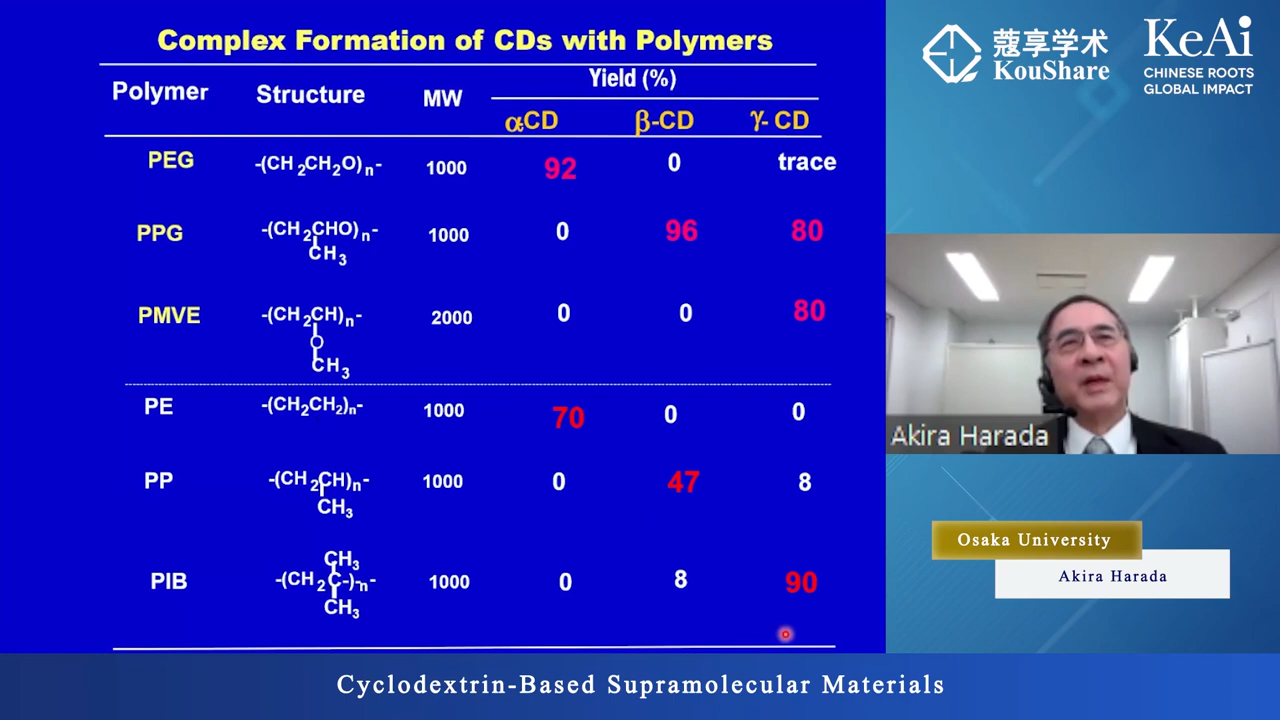 Complex Formation of CDs with Polymers
Polymer Structure MW Yield (%)
αCD β-CD γ- CD
PEG -(CH2CH2O)n- 1000 92 0 trace
PPG -(CH2CHO)n- 1000 0 96 80
CH3
PMVE -(CH2CH)n- 2000 0 0 80
O
CH3
PE -(CH2CH2)n- 1000 70 0 0
PP -(CH2CH)n- 1000 0 47 8
CH3
CH3
PIB -(CH2C-)-n- 1000 0 8 90
CH3
蔻享学术
KouShare
KeAi
CHINESE ROOTS
GLOBAL IMPACT
Akira Harada
Osaka University
Akira Harada
Cyclodextrin-Based Supramolecular Materials